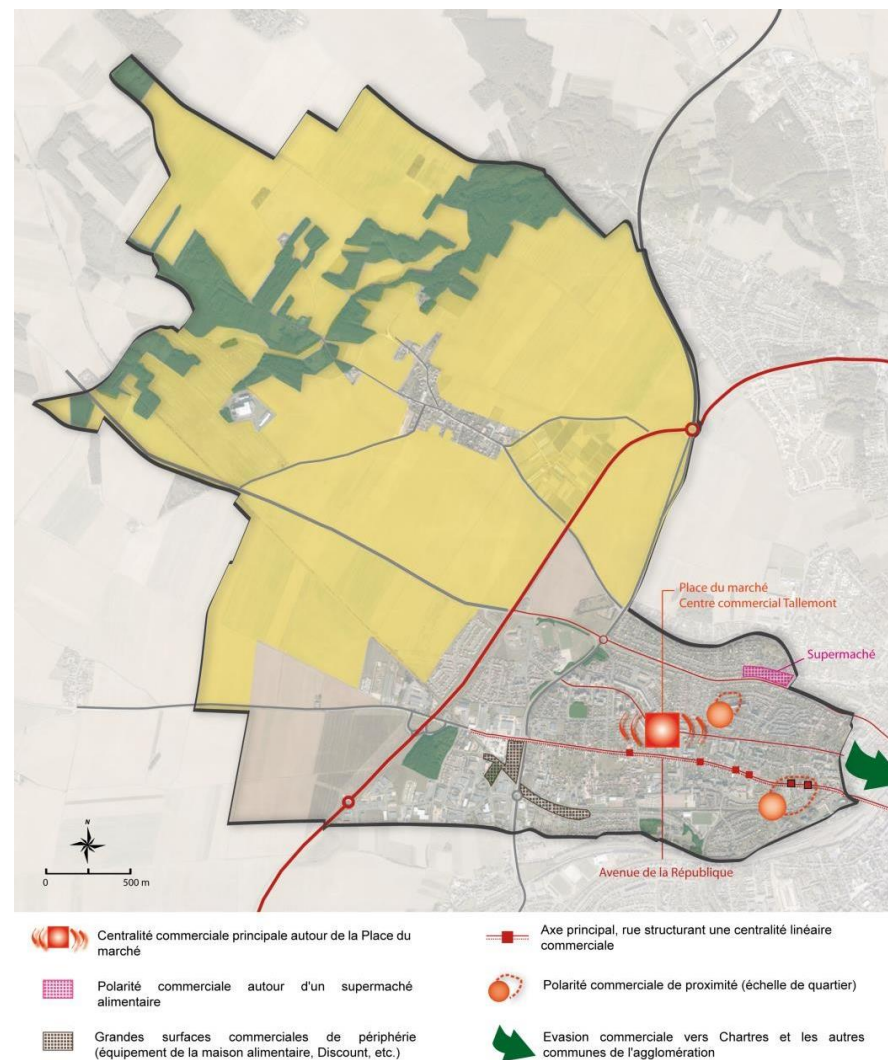 Place du marché
Centre commercial Tallemont
Supermaché
Avenue de la République
N
0 500 m
Centralité commerciale principale autour de la Place du
marché
Polarité commerciale autour d'un supermaché
alimentaire
Grandes surfaces commerciales de périphérie
(équipement de la maison alimentaire, Discount, etc.)
Axe principal, rue structurant une centralité linéaire
commerciale
Polarité commerciale de proximité (échelle de quartier)
Evasion commerciale vers Chartres et les autres
communes de l'agglomération